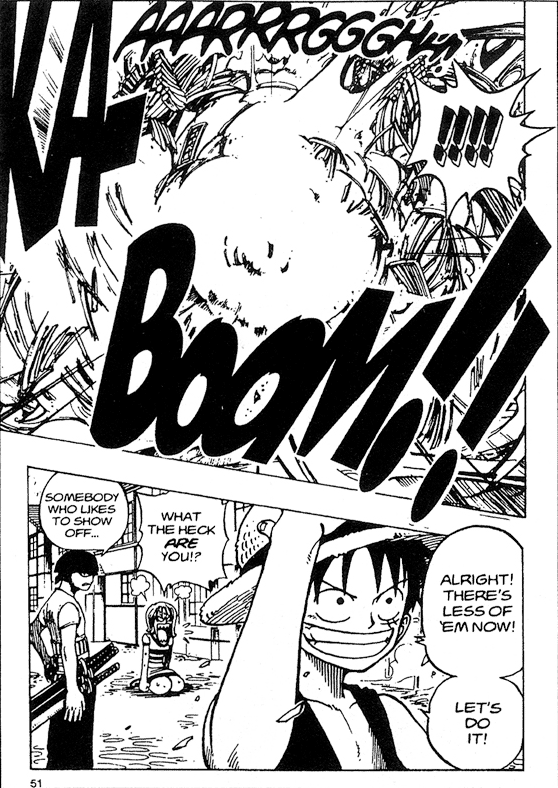 AAARRRGGGHH!!
!!!!
KA-
BOOM!!
SOMEBODY
WHO LIKES
TO SHOW
OFF...
WHAT
THE HECK
ARE
YOU!?
ALRIGHT!
THERE'S
LESS OF
'EM NOW!
LET'S
DO
IT!
51